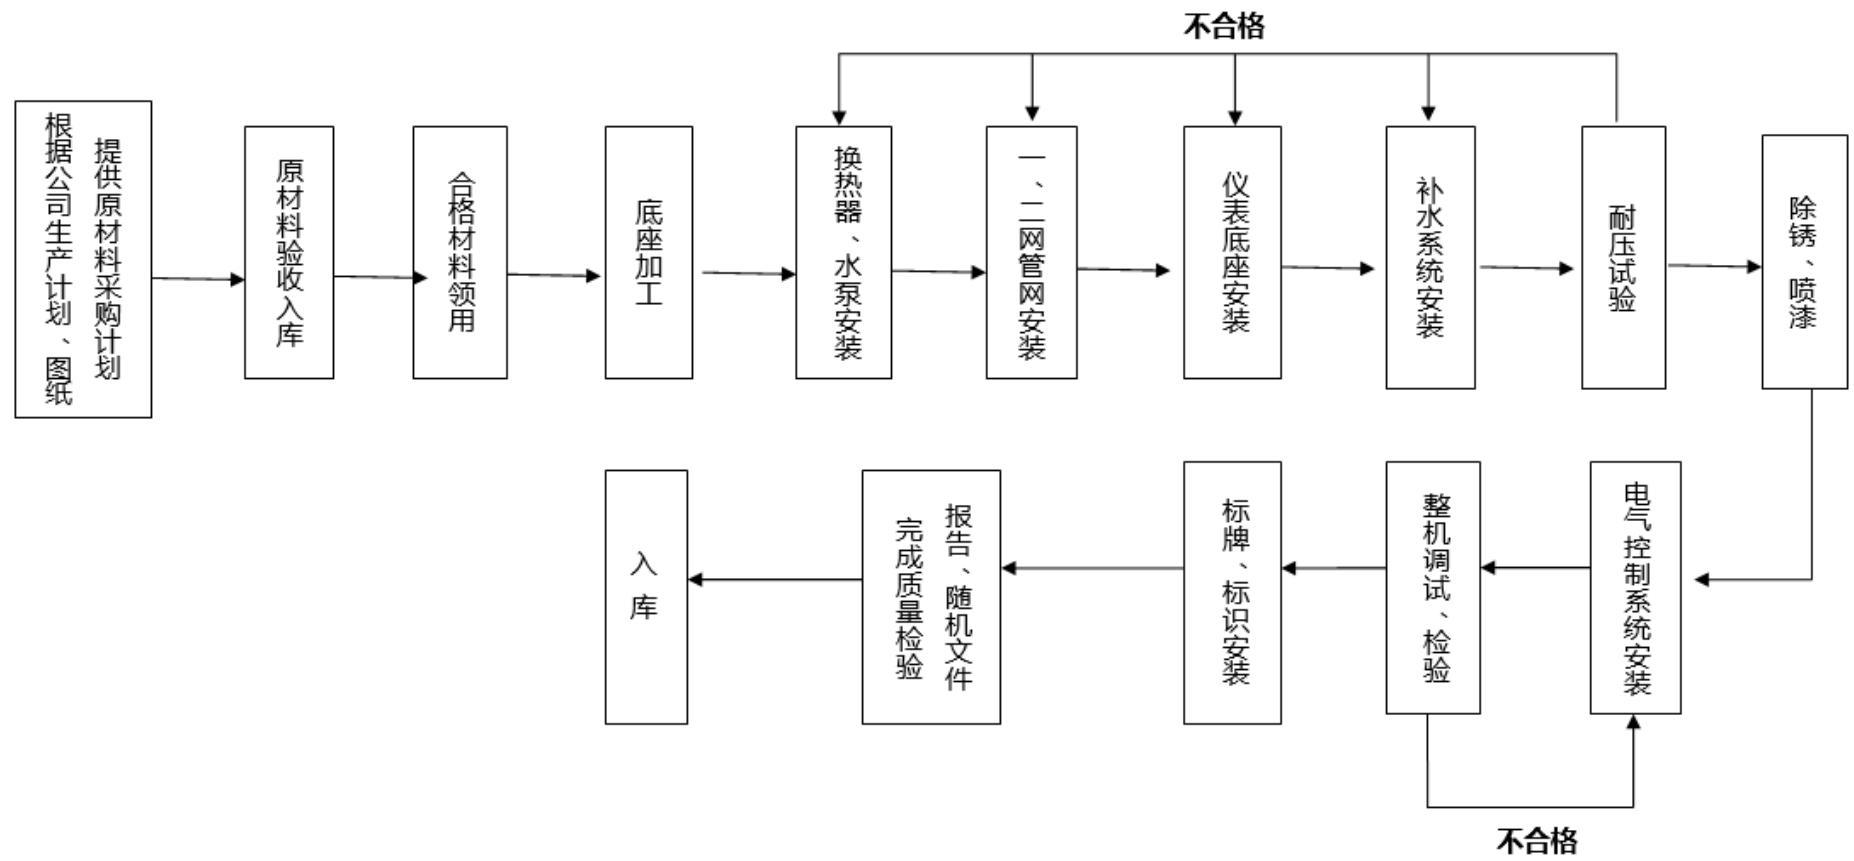 不合格
根据公司生产计划、图纸
提供原材料采购计划
原材料验收入库
合格材料领用
底座加工
换热器、水泵安装
一、二网管网安装
仪表底座安装
补水系统安装
耐压试验
除锈、喷漆
电气控制系统安装
整机调试、检验
标牌、标识安装
完成质量检验
报告、随机文件
入库
不合格